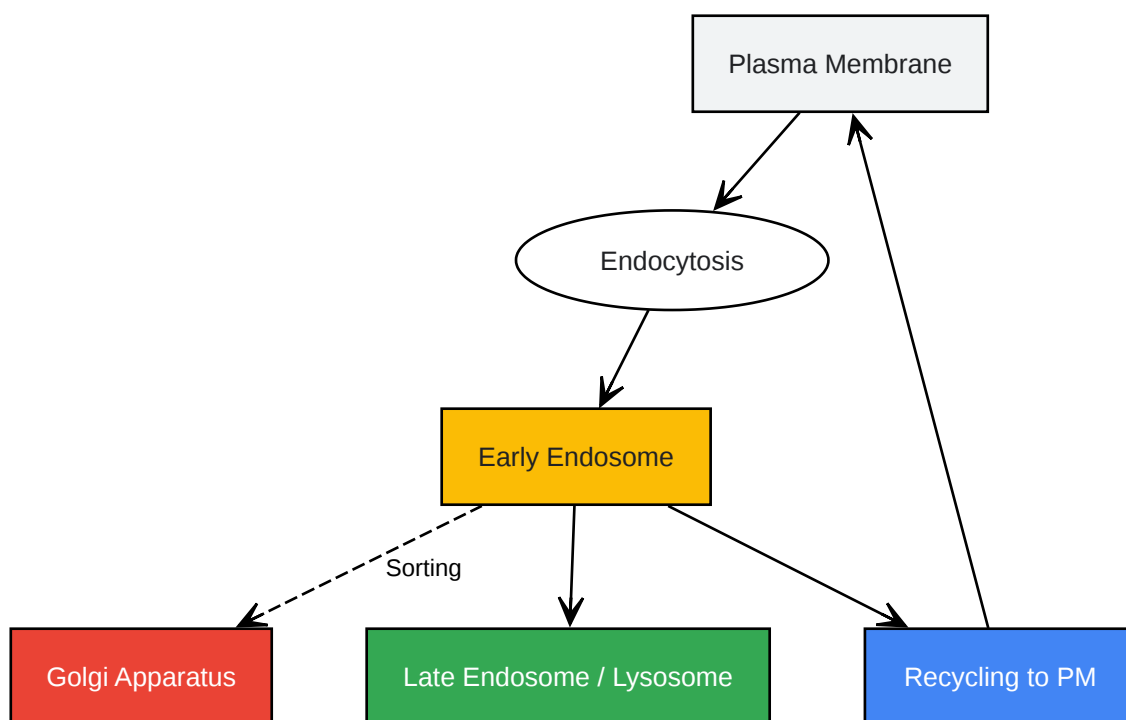 Plasma Membrane
Endocytosis
Early Endosome
Sorting
Golgi Apparatus
Late Endosome / Lysosome
Recycling to PM